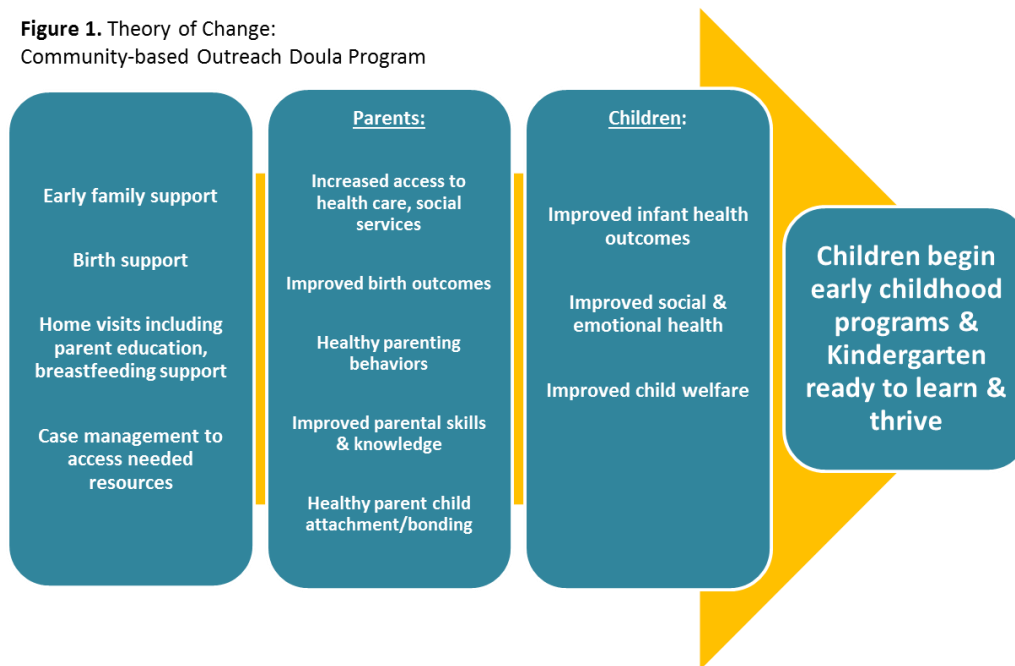 Figure 1. Theory of Change:
Community-based Outreach Doula Program
Early family support
Birth support
Home visits including
parent education,
breastfeeding support
Case management to
access needed
resources
Parents:
Increased access to
health care, social
services
Improved birth outcomes
Healthy parenting
behaviors
Improved parental skills
& knowledge
Healthy parent child
attachment/bonding
Children:
Improved infant health
outcomes
Improved social &
emotional health
Improved child welfare
Children begin
early childhood
programs &
Kindergarten
ready to learn &
thrive